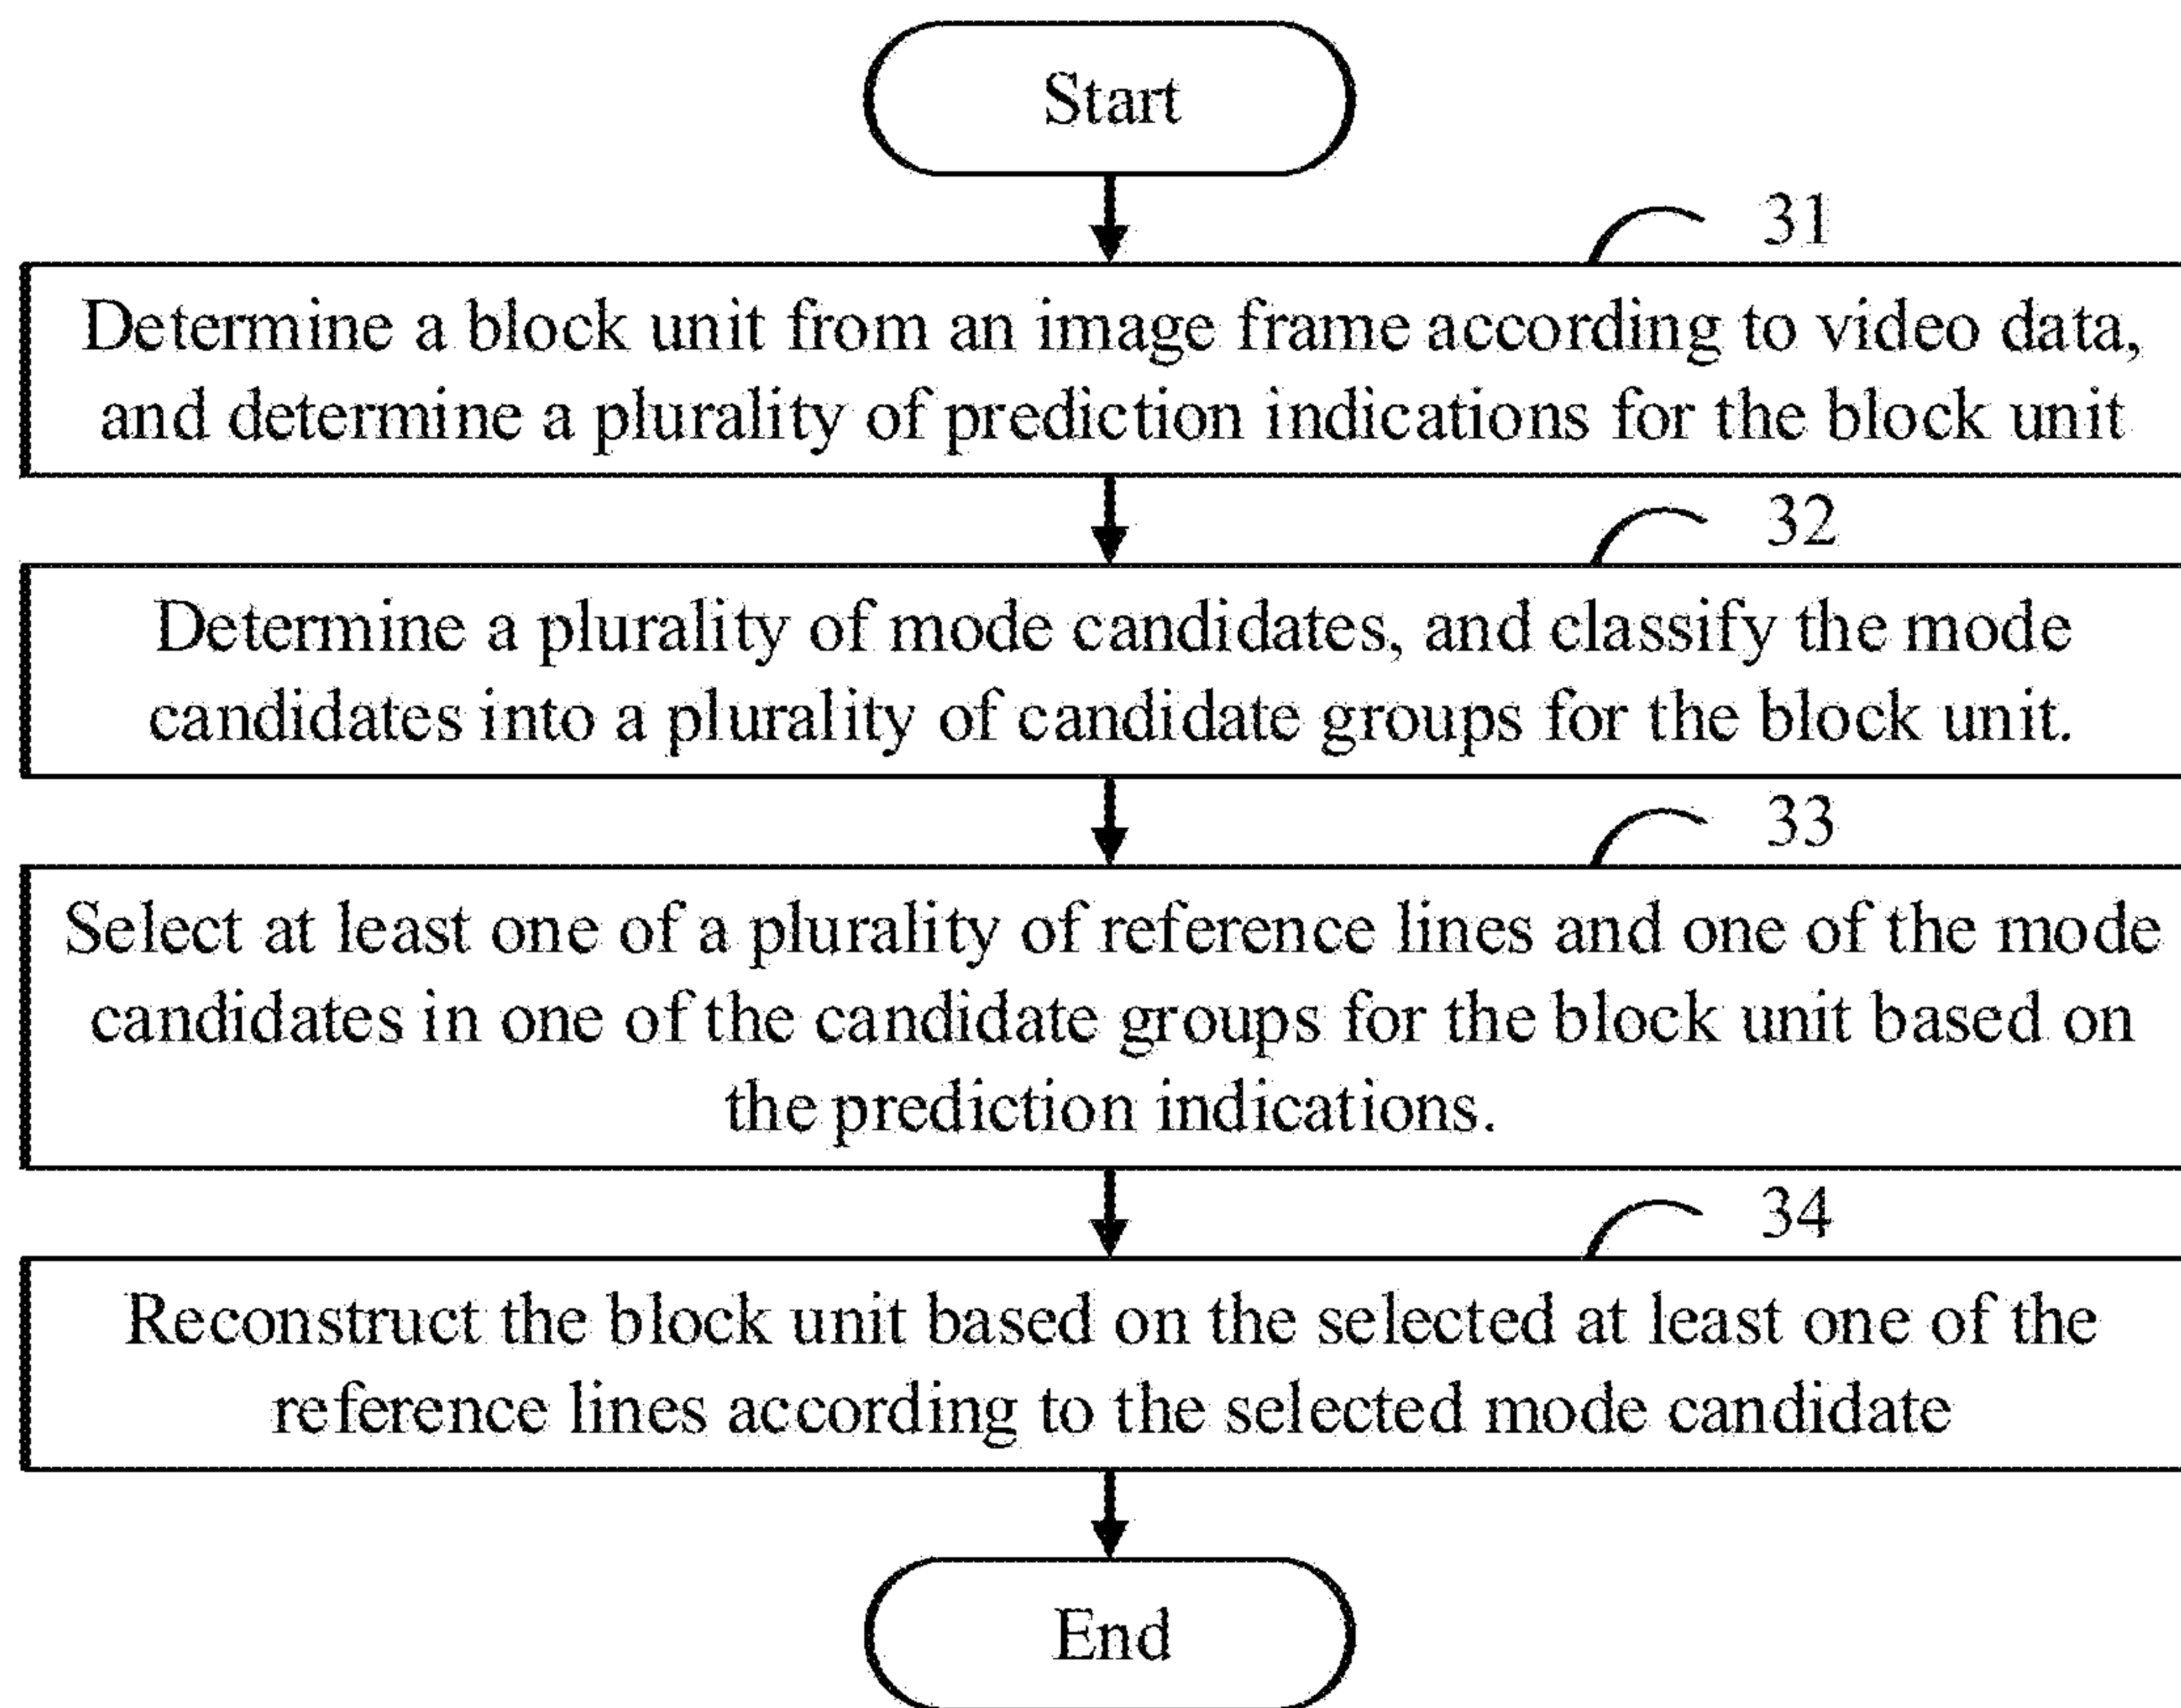 Start
31
Determine a block unit from an image frame according to video data,
and determine a plurality of prediction indications for the block unit
32
Determine a plurality of mode candidates, and classify the mode
candidates into a plurality of candidate groups for the block unit.
33
Select at least one of a plurality of reference lines and one of the mode
candidates in one of the candidate groups for the block unit based on
the prediction indications.
34
Reconstruct the block unit based on the selected at least one of the
reference lines according to the selected mode candidate
End